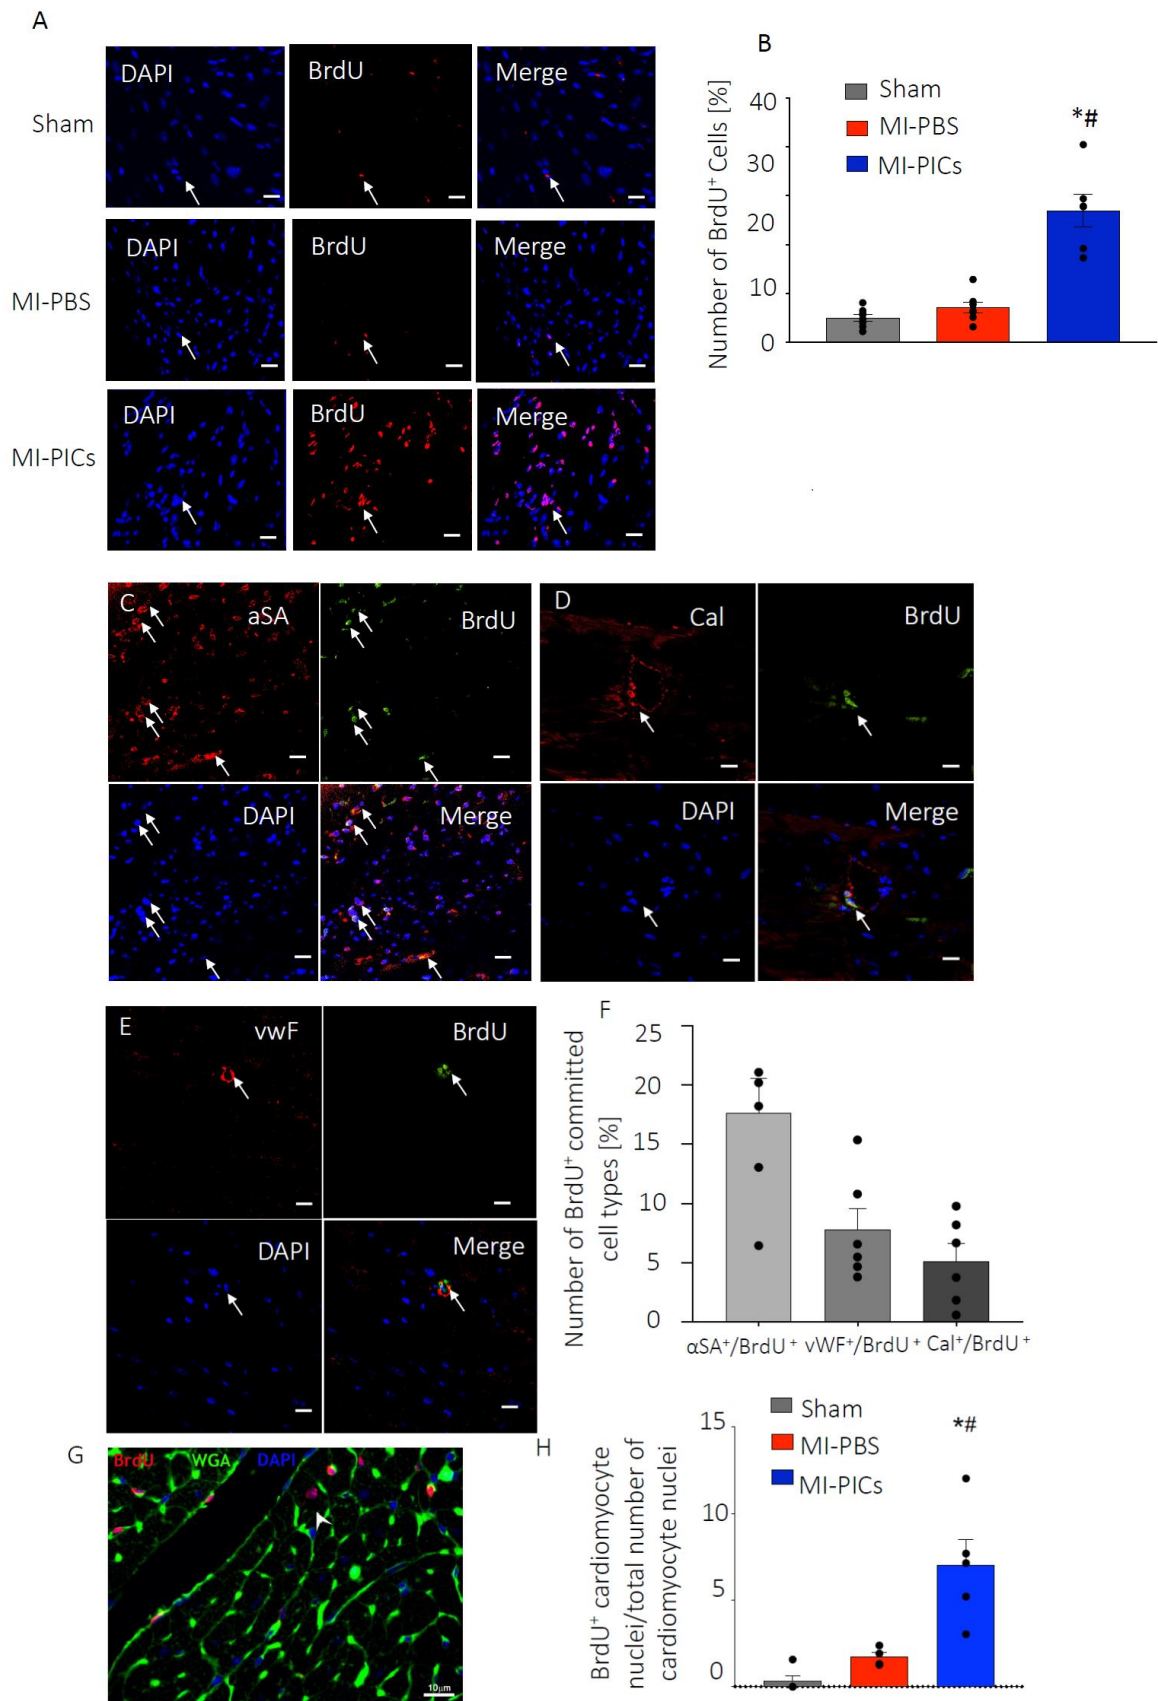 A
DAPI
BrdU
Merge
Sham
DAPI
BrdU
Merge
MI-PBS
DAPI
BrdU
Merge
MI-PICs
B
Number of BrdU⁺ Cells [%]
40
30
20
10
0
Sham
MI-PBS
MI-PICs
*#
C
aSA
BrdU
DAPI
Merge
D
Cal
BrdU
DAPI
Merge
E
vwF
BrdU
DAPI
Merge
F
Number of BrdU⁺ committed
cell types [%]
25
20
15
10
5
0
αSA⁺/BrdU⁺ vWF⁺/BrdU⁺ Cal⁺/BrdU⁺
G
BrdU WGA DAPI
10μm
H
BrdU⁺ cardiomyocyte
nuclei/total number of
cardiomyocyte nuclei
15
10
5
0
Sham
MI-PBS
MI-PICs
*#